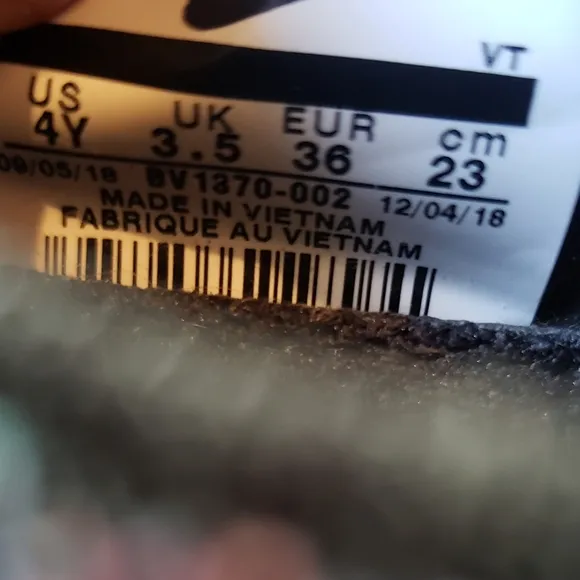 VT
US UK EUR cm
4Y 3.5 36 23
09/05/18 BV1370-002 12/04/18
MADE IN VIETNAM
FABRIQUE AU VIETNAM